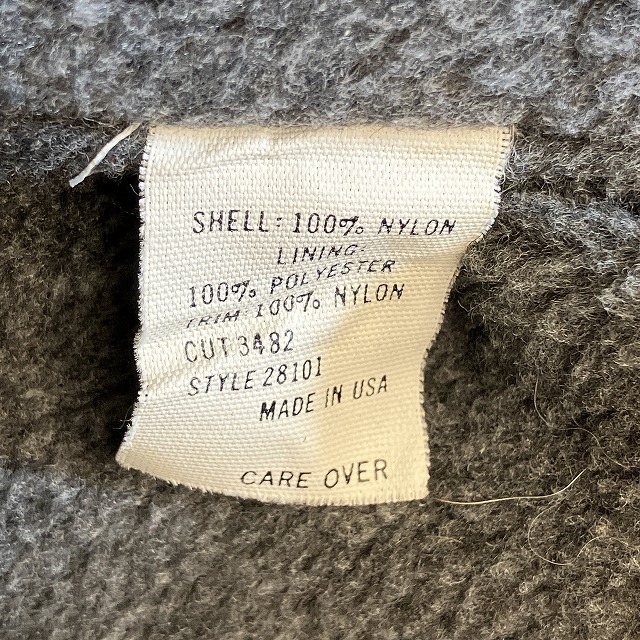 SHELL: 100% NYLON
LINING:
100% POLYESTER
TRIM 100% NYLON
CUT 3482
STYLE 28101
MADE IN USA
CARE OVER